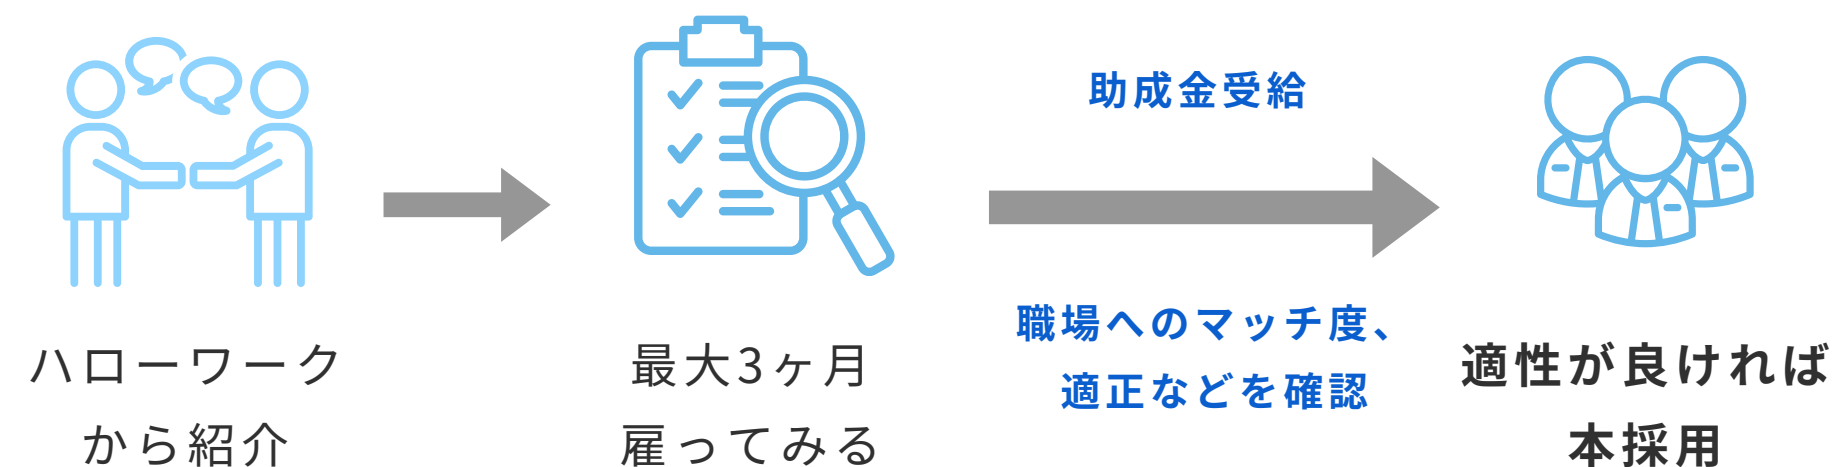 ハローワーク
から紹介
最大3ヶ月
雇ってみる
助成金受給
職場へのマッチ度、
適正などを確認
適性が良ければ
本採用